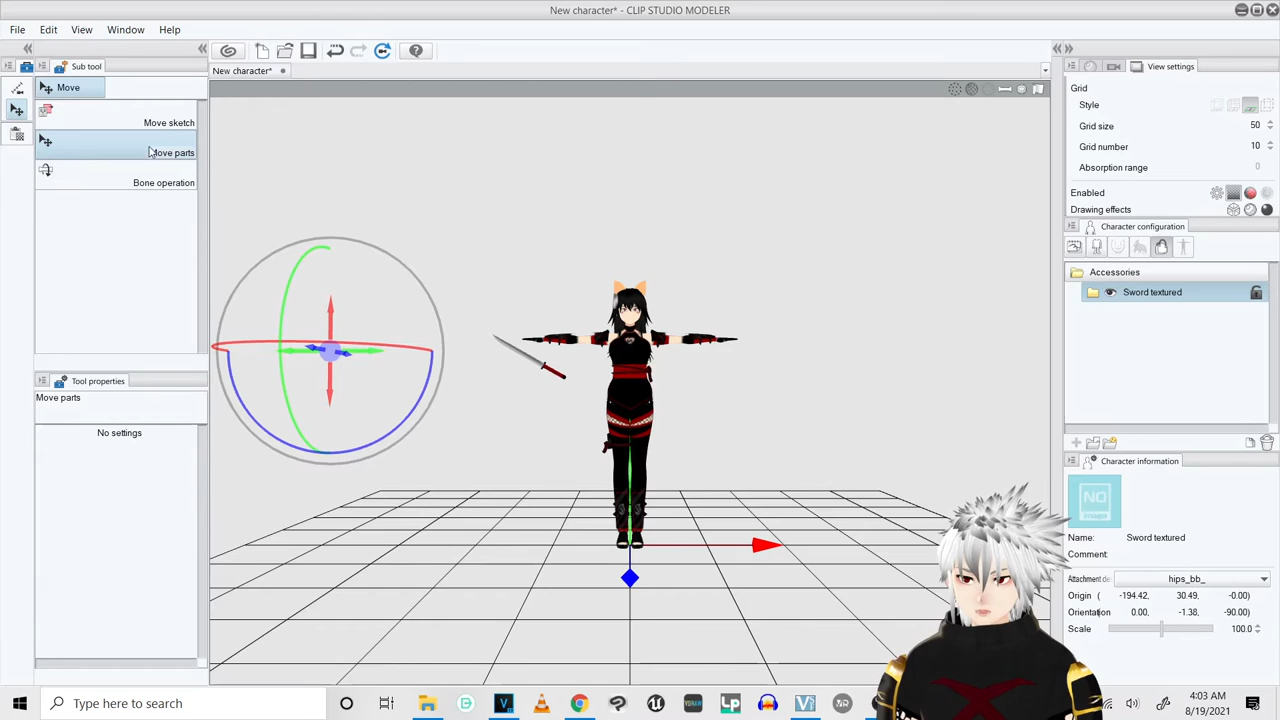 New character* - CLIP STUDIO MODELER
File Edit View Window Help
Sub tool
New character*
View settings
Move
Move sketch
Move parts
Bone operation
Grid
Style
Grid size 50
Grid number 10
Absorption range 0
Enabled
Drawing effects
Character configuration
Accessories
Sword textured
Tool properties
Move parts
No settings
Character information
NO
Name: Sword textured
Comment:
Attachment de: hips_bb_
Origin ( -194.42, 30.49, -0.00)
Orientation 0.00, -1.38, -90.00)
Scale 100.0
Type here to search
4:03 AM
8/19/2021